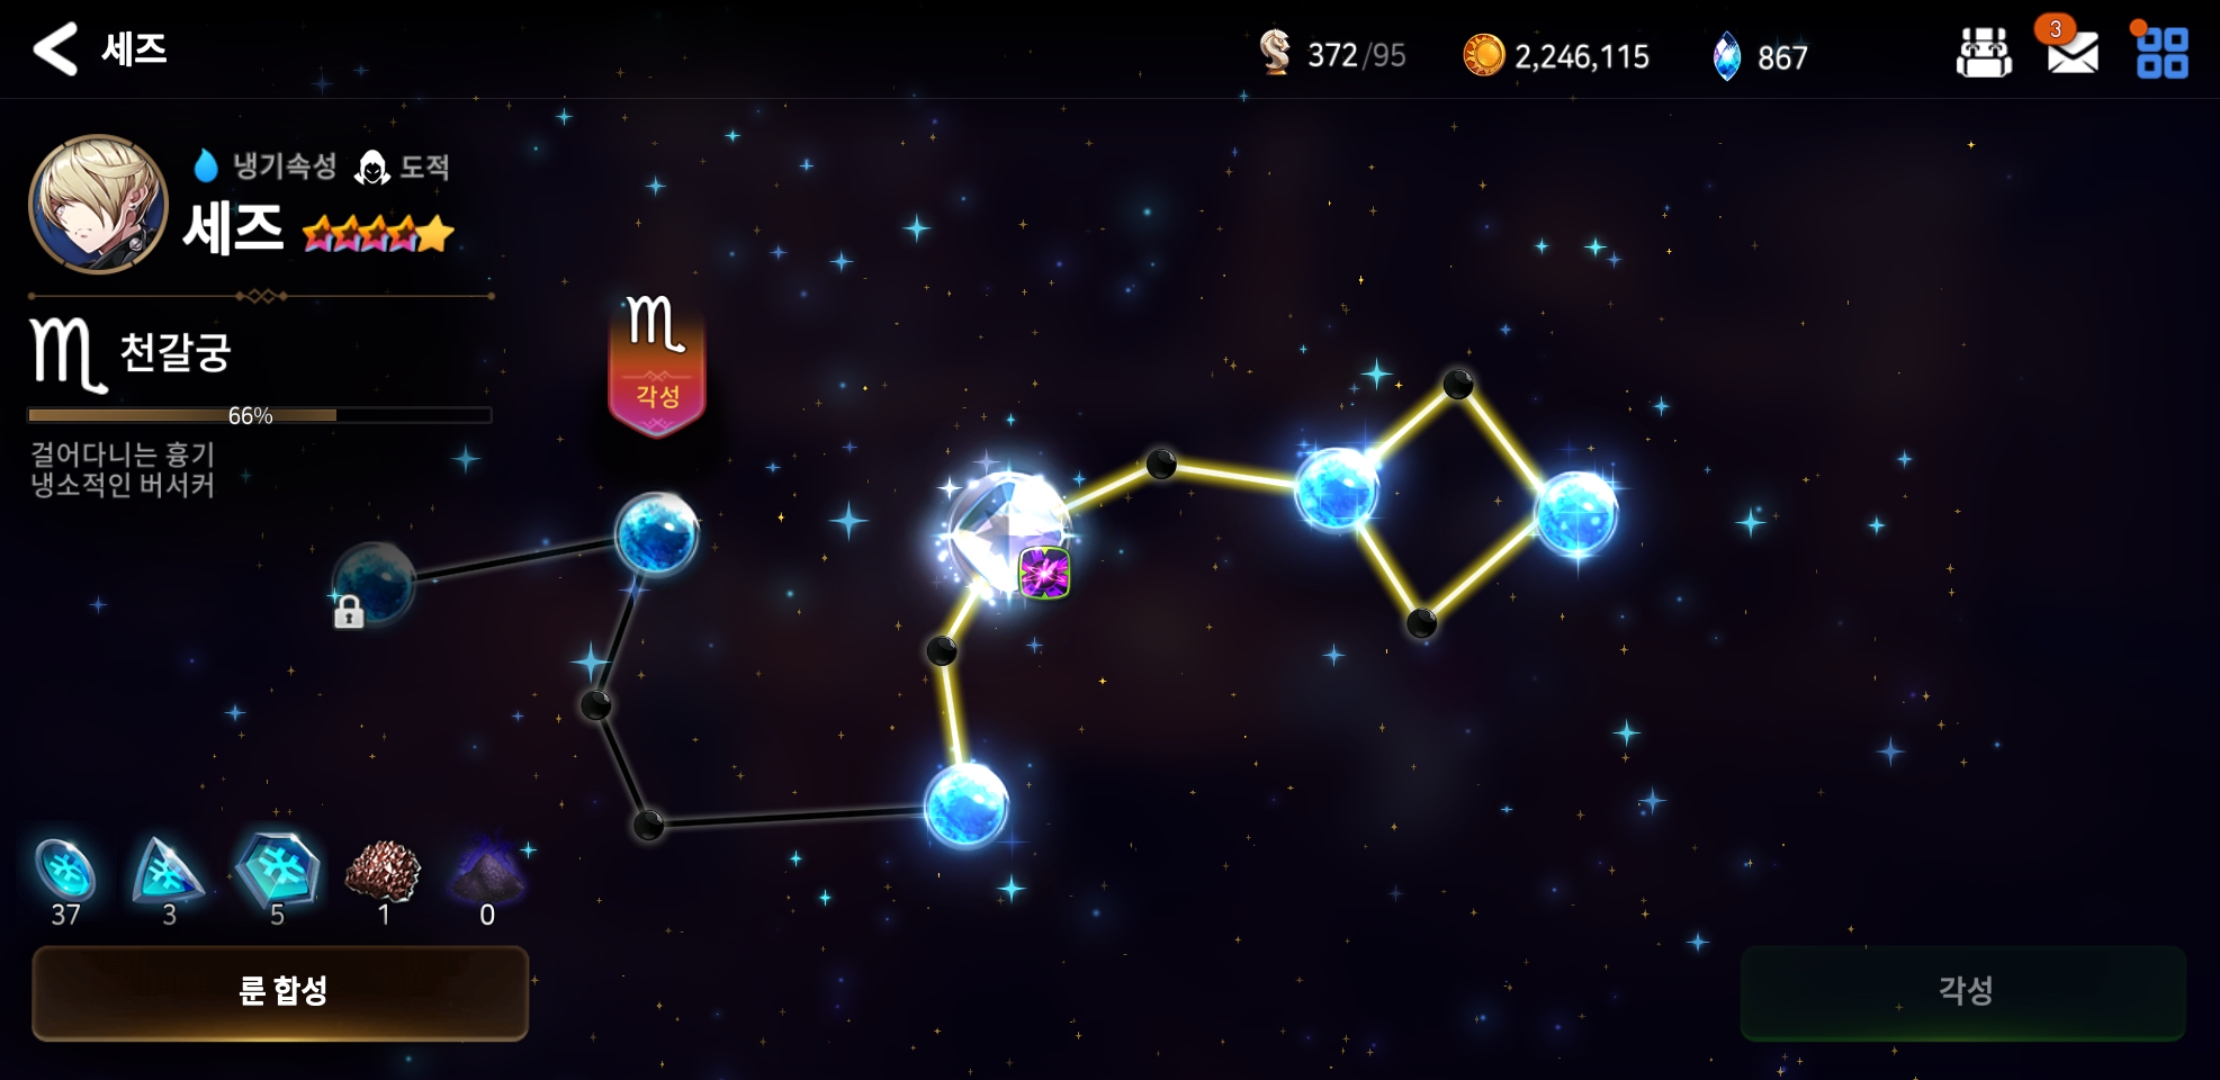 세즈
372/95
2,246,115
867
3
냉기속성 도적
세즈
천갈궁
66%
걸어다니는 흉기
냉소적인 버서커
각성
37
3
5
1
0
룬 합성
각성